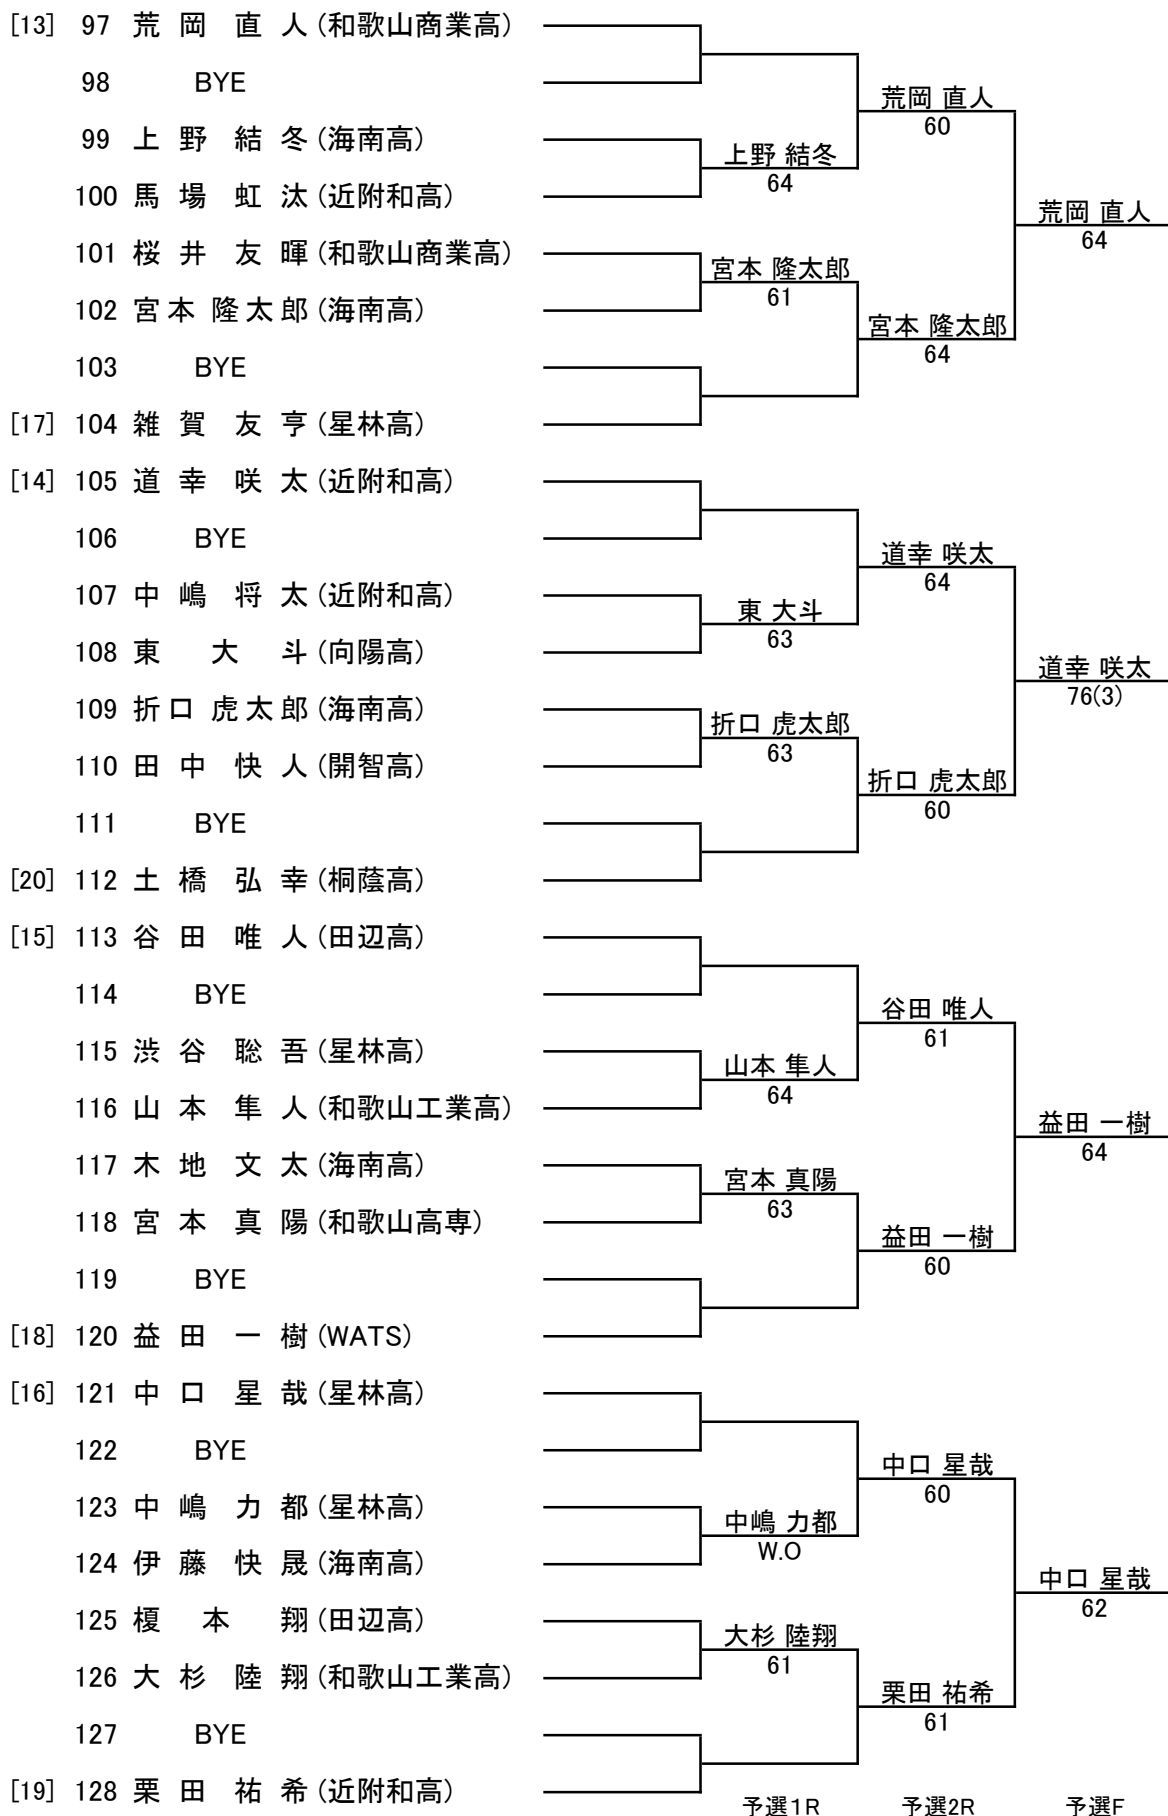 [13] 97 荒岡 直人 (和歌山商業高)
98 BYE
荒岡 直人
60
99 上野 結冬 (海南高)
上野 結冬
64
100 馬場 虹汰 (近附和高)
荒岡 直人
64
101 桜井 友暉 (和歌山商業高)
宮本 隆太郎
61
102 宮本 隆太郎 (海南高)
宮本 隆太郎
64
103 BYE
[17] 104 雑賀 友亨 (星林高)
[14] 105 道幸 咲太 (近附和高)
106 BYE
道幸 咲太
64
107 中嶋 将太 (近附和高)
東 大斗
63
108 東 大斗 (向陽高)
道幸 咲太
76(3)
109 折口 虎太郎 (海南高)
折口 虎太郎
63
110 田中 快人 (開智高)
折口 虎太郎
60
111 BYE
[20] 112 土橋 弘幸 (桐蔭高)
[15] 113 谷田 唯人 (田辺高)
114 BYE
谷田 唯人
61
115 渋谷 聡吾 (星林高)
山本 隼人
64
116 山本 隼人 (和歌山工業高)
益田 一樹
64
117 木地 文太 (海南高)
宮本 真陽
63
118 宮本 真陽 (和歌山高専)
益田 一樹
60
119 BYE
[18] 120 益田 一樹 (WATS)
[16] 121 中口 星哉 (星林高)
122 BYE
中口 星哉
60
123 中嶋 力都 (星林高)
中嶋 力都
W.O
124 伊藤 快晟 (海南高)
中口 星哉
62
125 榎本 翔 (田辺高)
大杉 陸翔
61
126 大杉 陸翔 (和歌山工業高)
栗田 祐希
61
127 BYE
[19] 128 栗田 祐希 (近附和高)
予選1R 予選2R 予選F